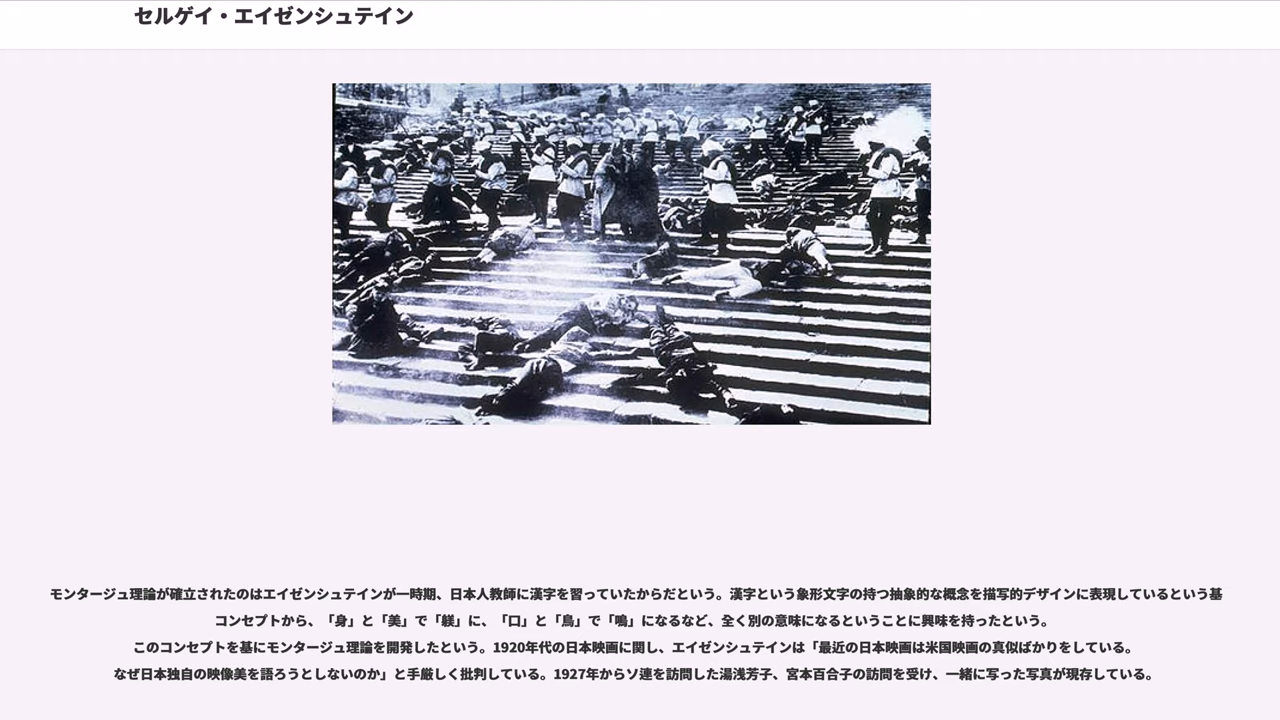 セルゲイ・エイゼンシュテイン
モンタージュ理論が確立されたのはエイゼンシュテインが一時期、日本人教師に漢字を習っていたからだという。漢字という象形文字の持つ抽象的な概念を描写的デザインに表現しているという基
コンセプトから、「身」と「美」で「躾」に、「口」と「鳥」で「鳴」になるなど、全く別の意味になるということに興味を持ったという。
このコンセプトを基にモンタージュ理論を開発したという。1920年代の日本映画に関し、エイゼンシュテインは「最近の日本映画は米国映画の真似ばかりをしている。
なぜ日本独自の映像美を語ろうとしないのか」と手厳しく批判している。1927年からソ連を訪問した湯浅芳子、宮本百合子の訪問を受け、一緒に写った写真が現存している。